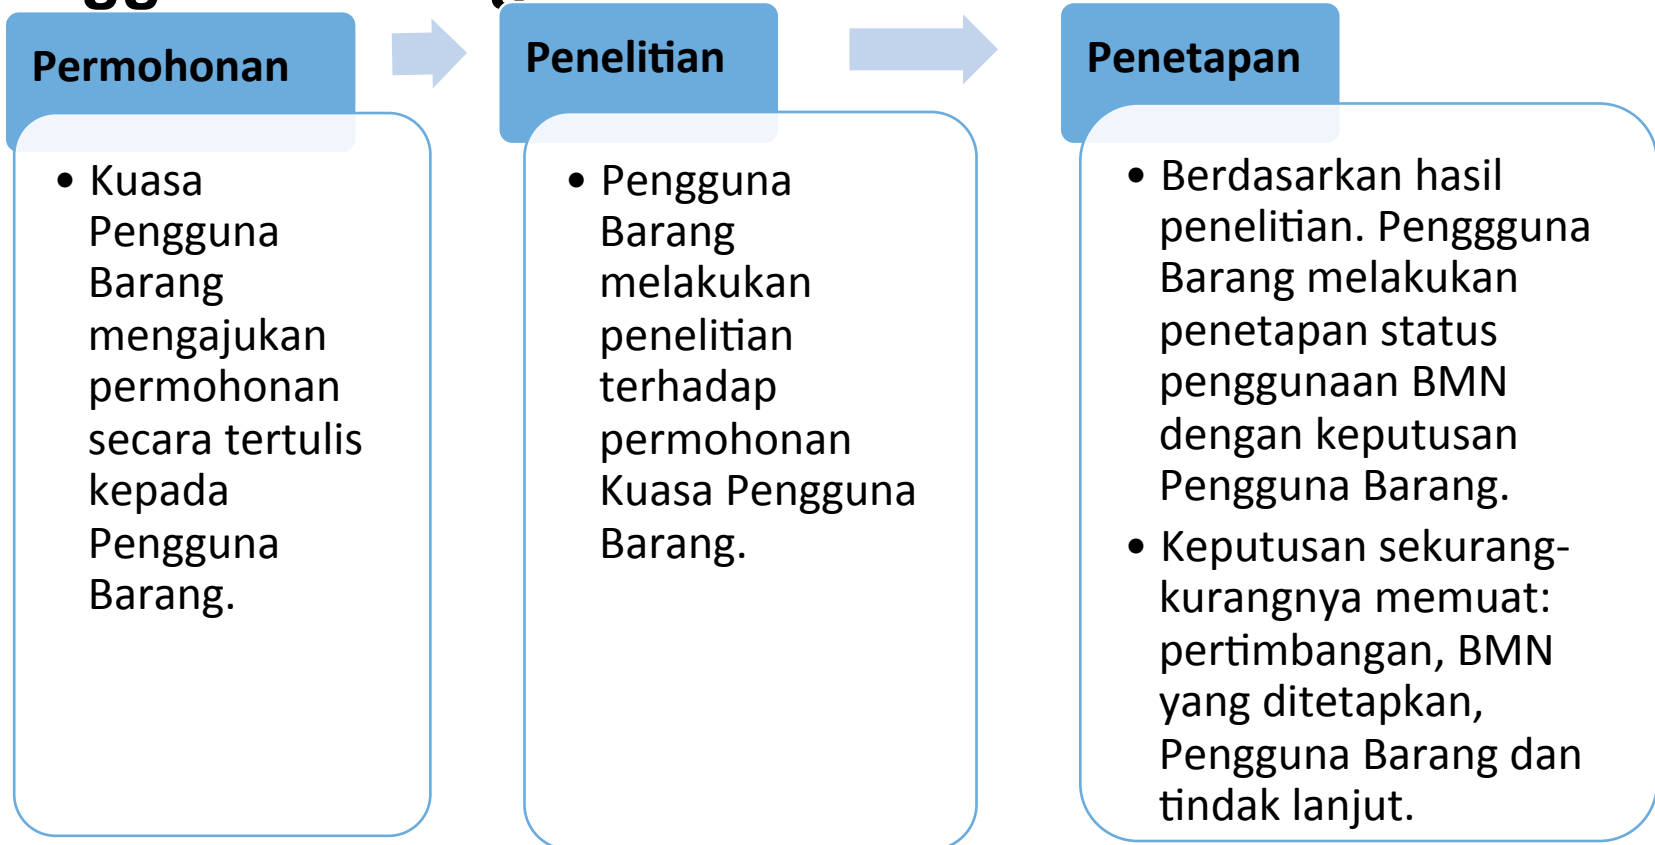 Permohonan
• Kuasa
Pengguna
Barang
mengajukan
permohonan
secara tertulis
kepada
Pengguna
Barang.
Penelitian
• Pengguna
Barang
melakukan
penelitian
terhadap
permohonan
Kuasa Pengguna
Barang.
Penetapan
• Berdasarkan hasil
penelitian. Penggguna
Barang melakukan
penetapan status
penggunaan BMN
dengan keputusan
Pengguna Barang.
• Keputusan sekurang-
kurangnya memuat:
pertimbangan, BMN
yang ditetapkan,
Pengguna Barang dan
tindak lanjut.